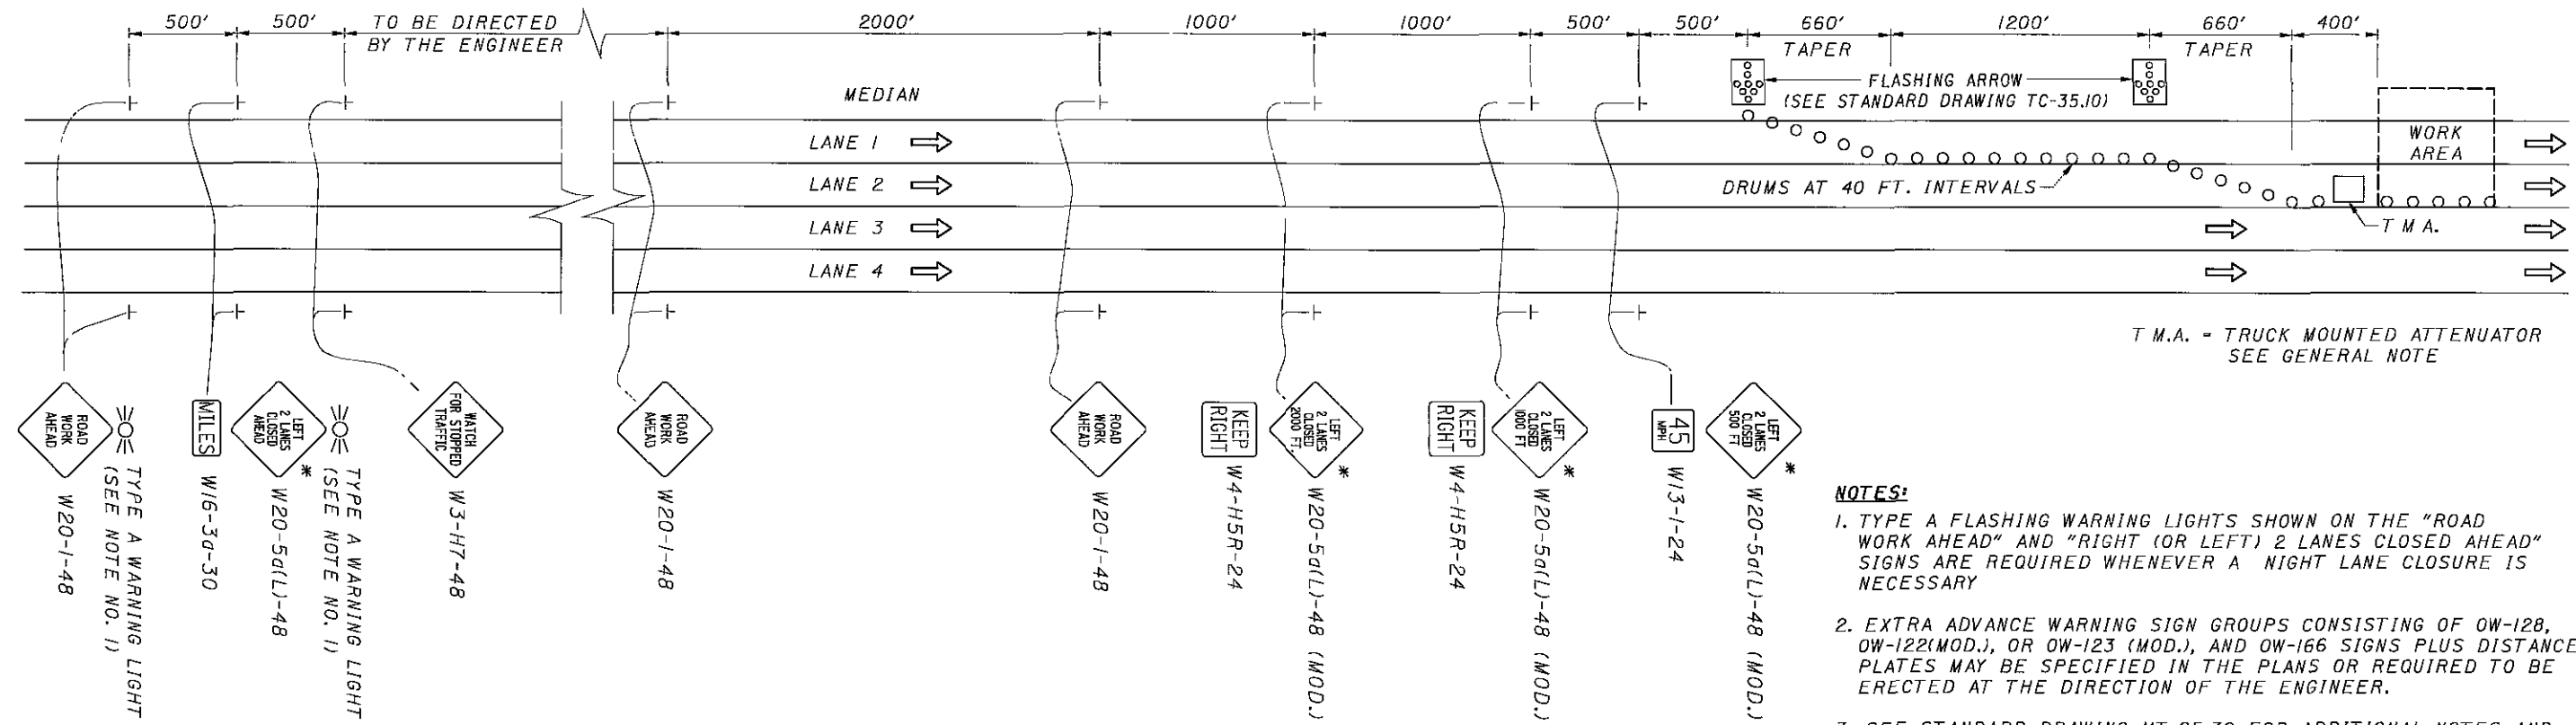 500' 500' TO BE DIRECTED 2000' 1000' 1000' 500' 500' 660' 1200' 660' 400'
BY THE ENGINEER TAPER TAPER
MEDIAN FLASHING ARROW
(SEE STANDARD DRAWING TC-35.10)
LANE 1 WORK
AREA
LANE 2 DRUMS AT 40 FT. INTERVALS
LANE 3 T M.A.
LANE 4
T M.A. = TRUCK MOUNTED ATTENUATOR
SEE GENERAL NOTE
ROAD
WORK
AHEAD
W20-1-48
TYPE A WARNING LIGHT
(SEE NOTE NO. 1)
MILES
W16-3a-30
LEFT
2 LANES
CLOSED
AHEAD
*
W20-5a(L)-48
TYPE A WARNING LIGHT
(SEE NOTE NO. 1)
WATCH
FOR STOPPED
TRAFFIC
W3-H7-48
ROAD
WORK
AHEAD
W20-1-48
ROAD
WORK
AHEAD
W20-1-48
KEEP
RIGHT
W4-H5R-24
LEFT
2 LANES
CLOSED
2000 FT.
*
W20-5a(L)-48 (MOD.)
KEEP
RIGHT
W4-H5R-24
LEFT
2 LANES
CLOSED
1000 FT
*
W20-5a(L)-48 (MOD.)
45
MPH
W13-1-24
LEFT
2 LANES
CLOSED
500 FT
*
W20-5a(L)-48 (MOD.)
NOTES:
1. TYPE A FLASHING WARNING LIGHTS SHOWN ON THE "ROAD
WORK AHEAD" AND "RIGHT (OR LEFT) 2 LANES CLOSED AHEAD"
SIGNS ARE REQUIRED WHENEVER A NIGHT LANE CLOSURE IS
NECESSARY
2. EXTRA ADVANCE WARNING SIGN GROUPS CONSISTING OF OW-128,
OW-122(MOD.), OR OW-123 (MOD.), AND OW-166 SIGNS PLUS DISTANCE
PLATES MAY BE SPECIFIED IN THE PLANS OR REQUIRED TO BE
ERECTED AT THE DIRECTION OF THE ENGINEER.